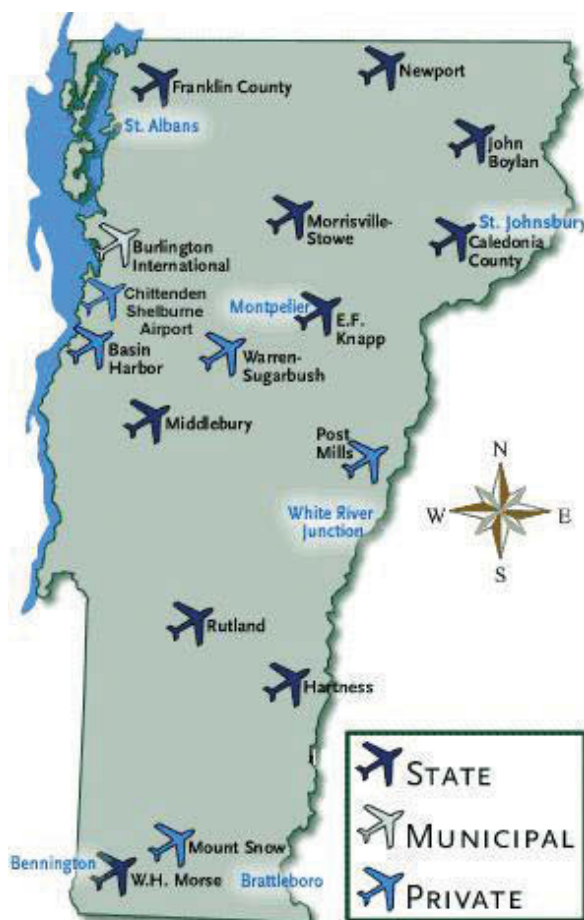 Newport
Franklin County
St. Albans
John
Boylan
Morrisville-
Stowe
St. Johnsbury
Caledonia
County
Burlington
International
Chittenden
Shelburne
Airport
Montpelier
E.F.
Knapp
Basin
Harbor
Warren-
Sugarbush
Middlebury
Post
Mills
N
W
E
S
White River
Junction
Rutland
Hartness
STATE
MUNICIPAL
PRIVATE
Mount Snow
Bennington
W.H. Morse
Brattleboro